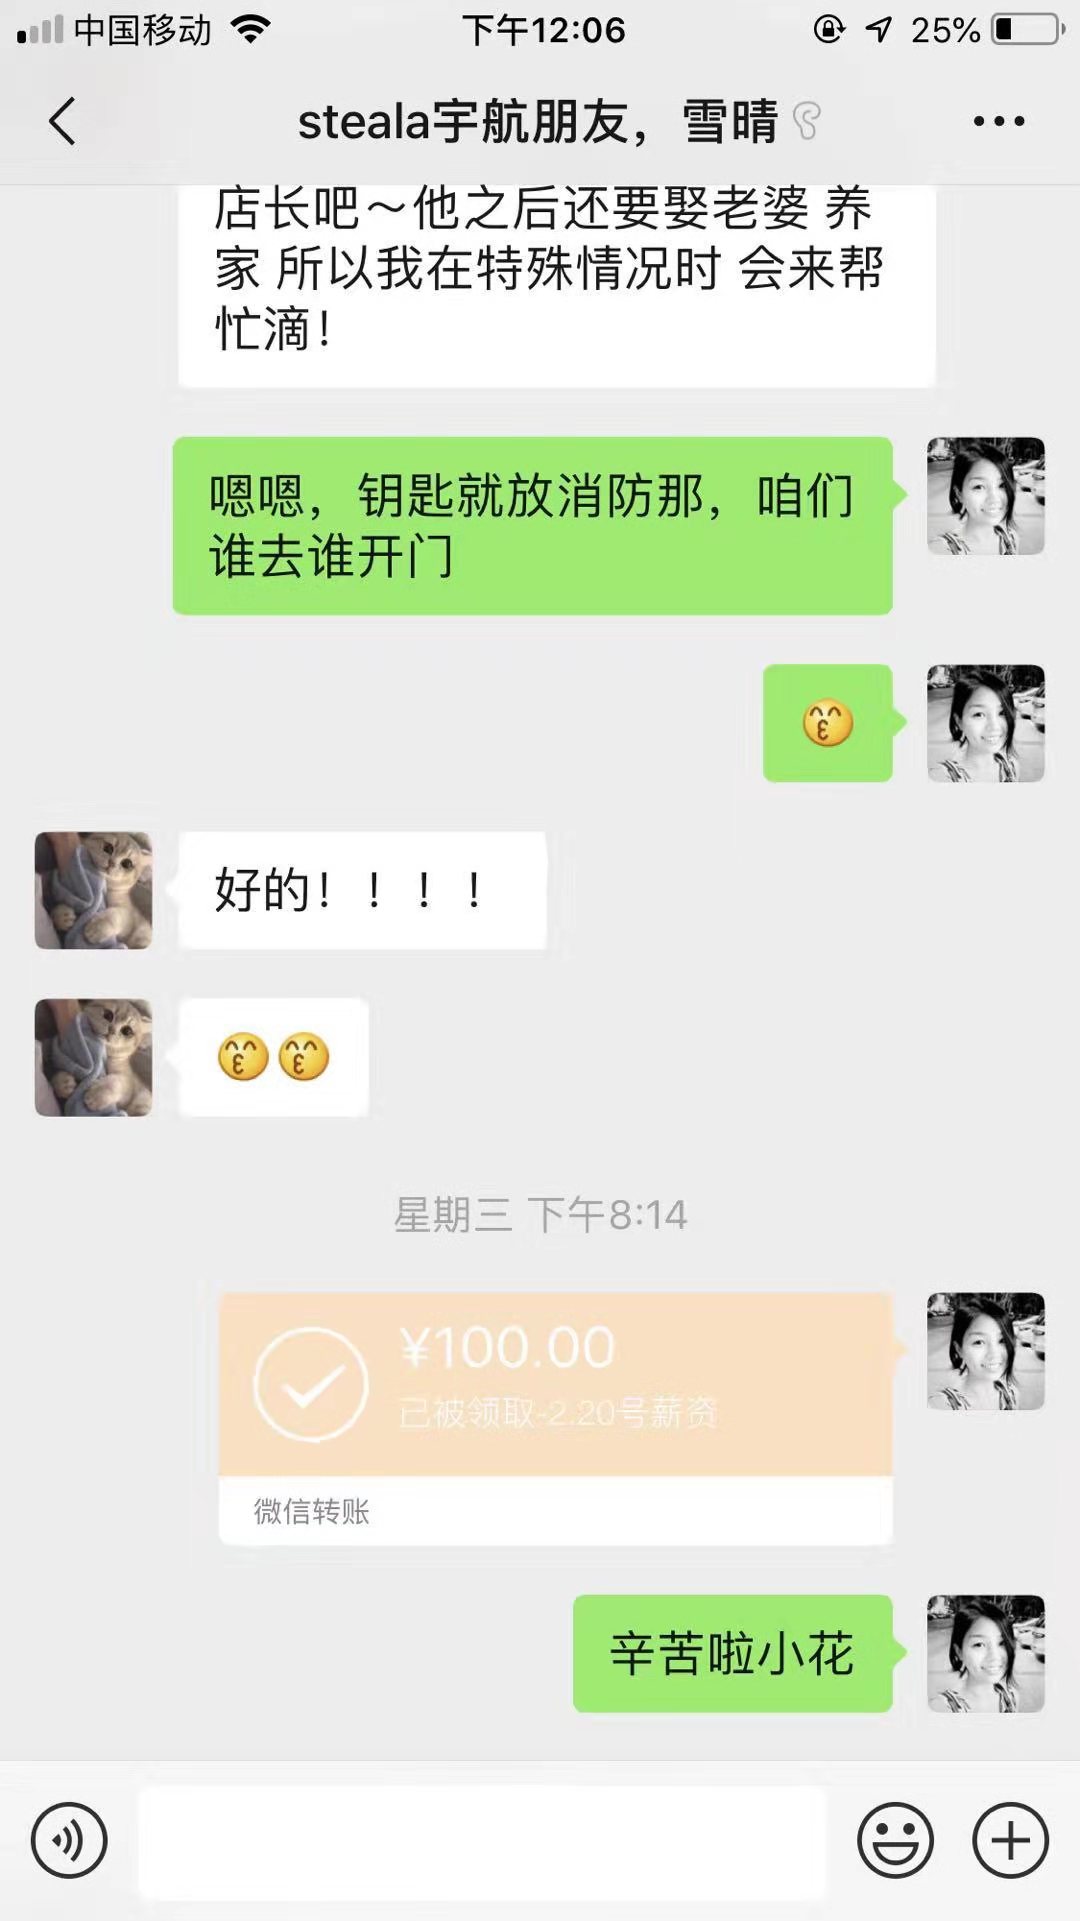 中国移动
下午12:06
25%
steala宇航朋友，雪晴
店长吧～他之后还要娶老婆 养
家 所以我在特殊情况时 会来帮
忙滴！
嗯嗯，钥匙就放消防那，咱们
谁去谁开门
好的！！！！
星期三 下午8:14
¥100.00
已被领取-2.20号薪资
微信转账
辛苦啦小花